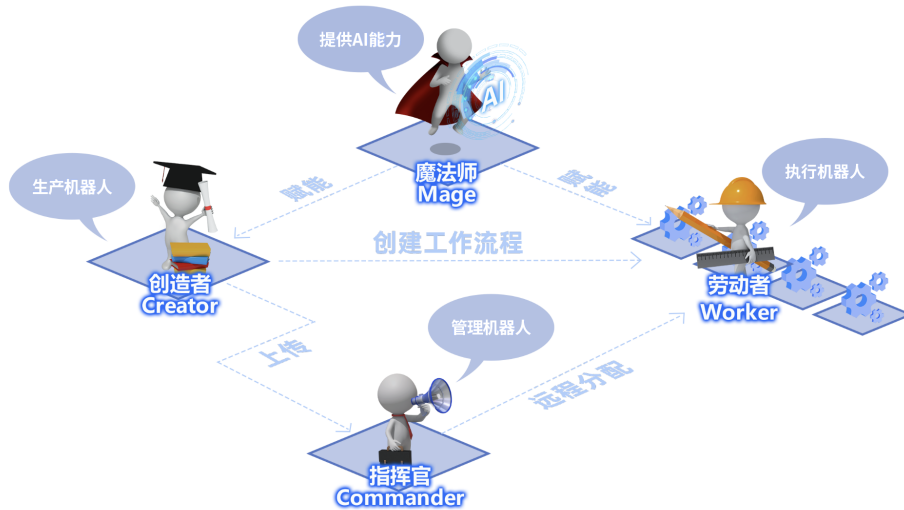 提供AI能力
AI
魔法师
Mage
生产机器人
赋能
赋能
执行机器人
创造者
Creator
创建工作流程
劳动者
Worker
上传
管理机器人
远程分配
指挥官
Commander